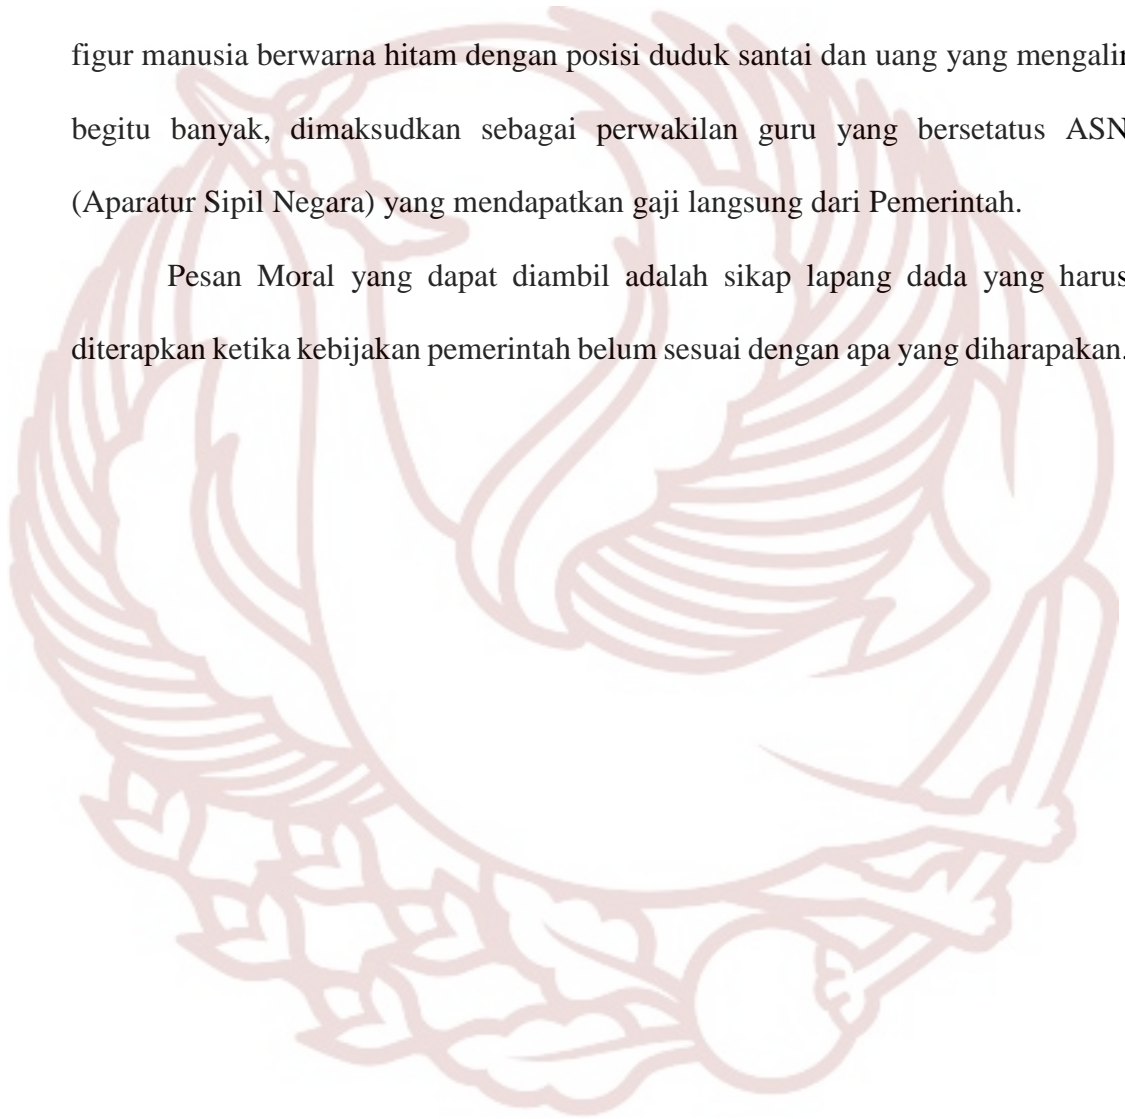 figur manusia berwarna hitam dengan posisi duduk santai dan uang yang mengalir
begitu banyak, dimaksudkan sebagai perwakilan guru yang bersetatus ASN
(Aparatur Sipil Negara) yang mendapatkan gaji langsung dari Pemerintah.
Pesan Moral yang dapat diambil adalah sikap lapang dada yang harus
diterapkan ketika kebijakan pemerintah belum sesuai dengan apa yang diharapakan.